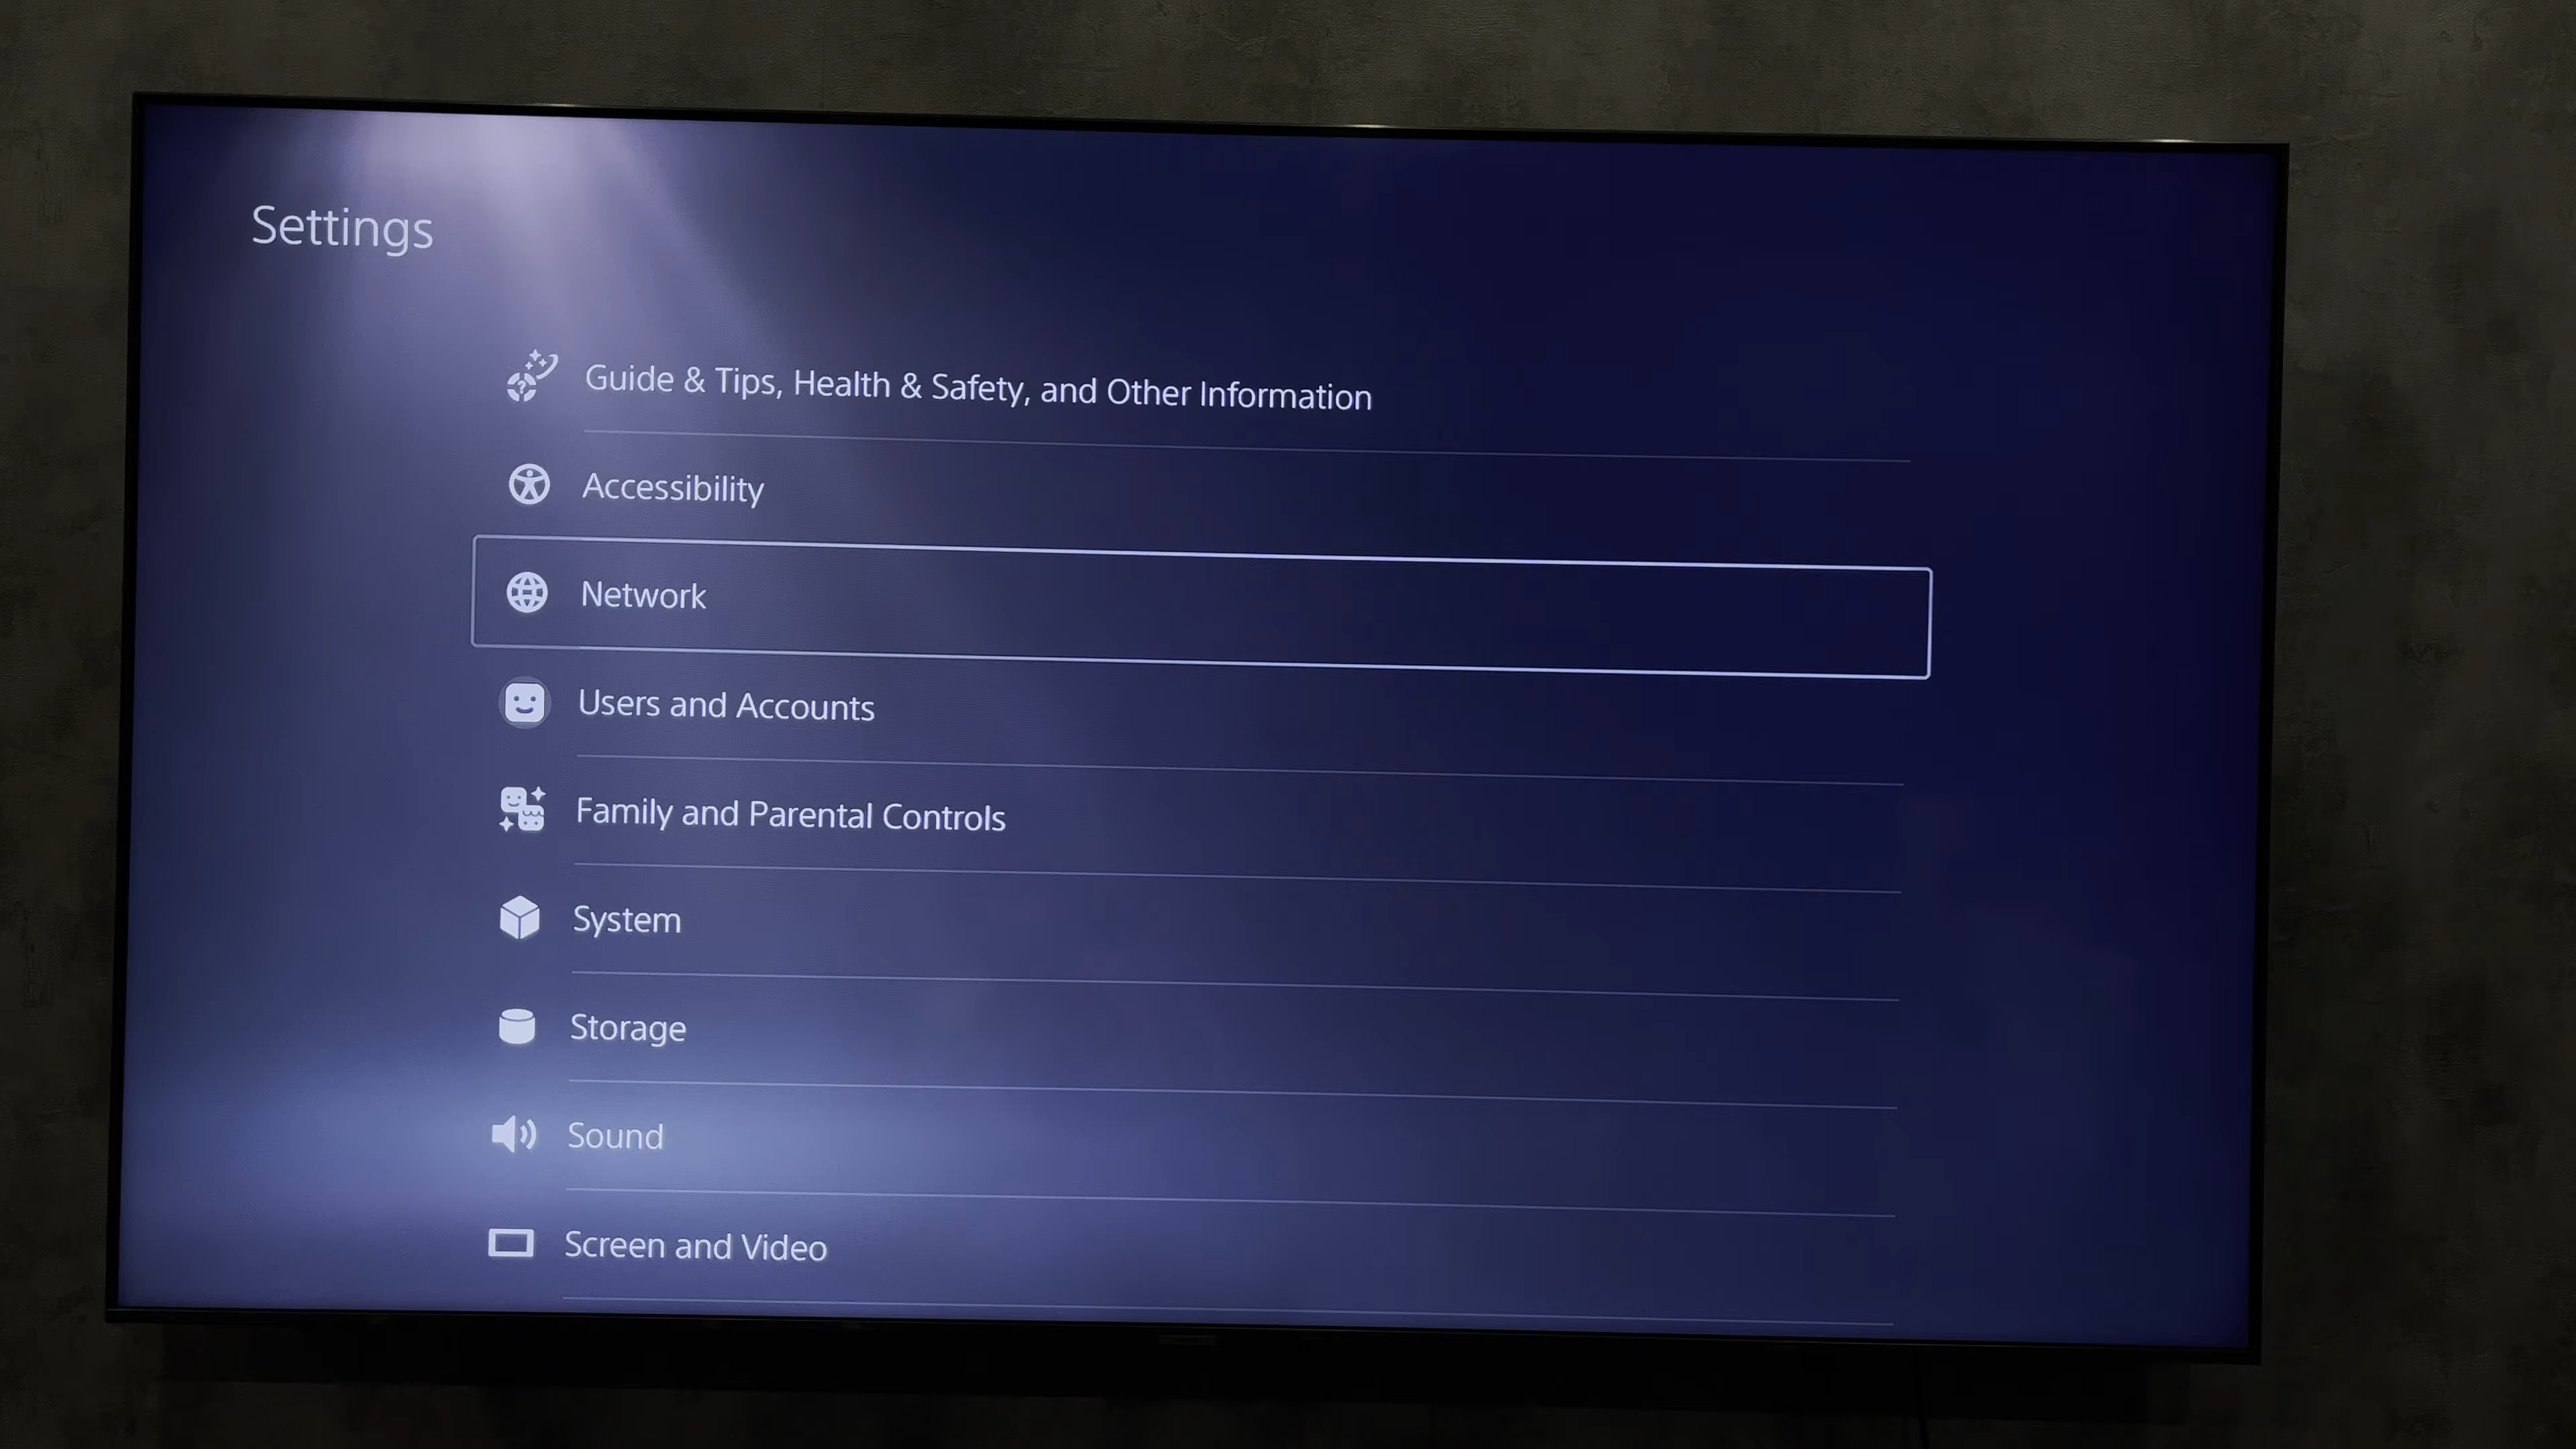 Settings
Guide & Tips, Health & Safety, and Other Information
Accessibility
Network
Users and Accounts
Family and Parental Controls
System
Storage
Sound
Screen and Video